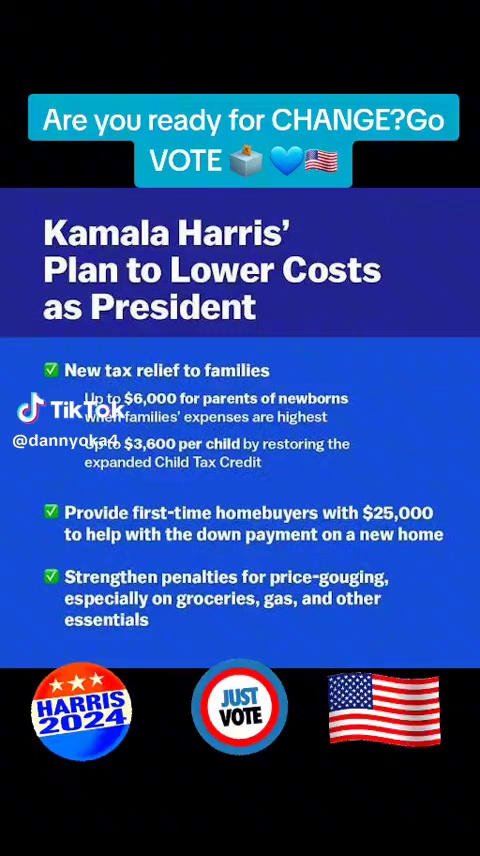 Are you ready for CHANGE?Go
VOTE 🗳️ 💙🇺🇸
Kamala Harris’
Plan to Lower Costs
as President
✅ New tax relief to families
Up to $6,000 for parents of newborns
when families’ expenses are highest
TikTok
@dannyoka4
Up to $3,600 per child by restoring the
expanded Child Tax Credit
✅ Provide first-time homebuyers with $25,000
to help with the down payment on a new home
✅ Strengthen penalties for price-gouging,
especially on groceries, gas, and other
essentials
HARRIS
2024
JUST
VOTE